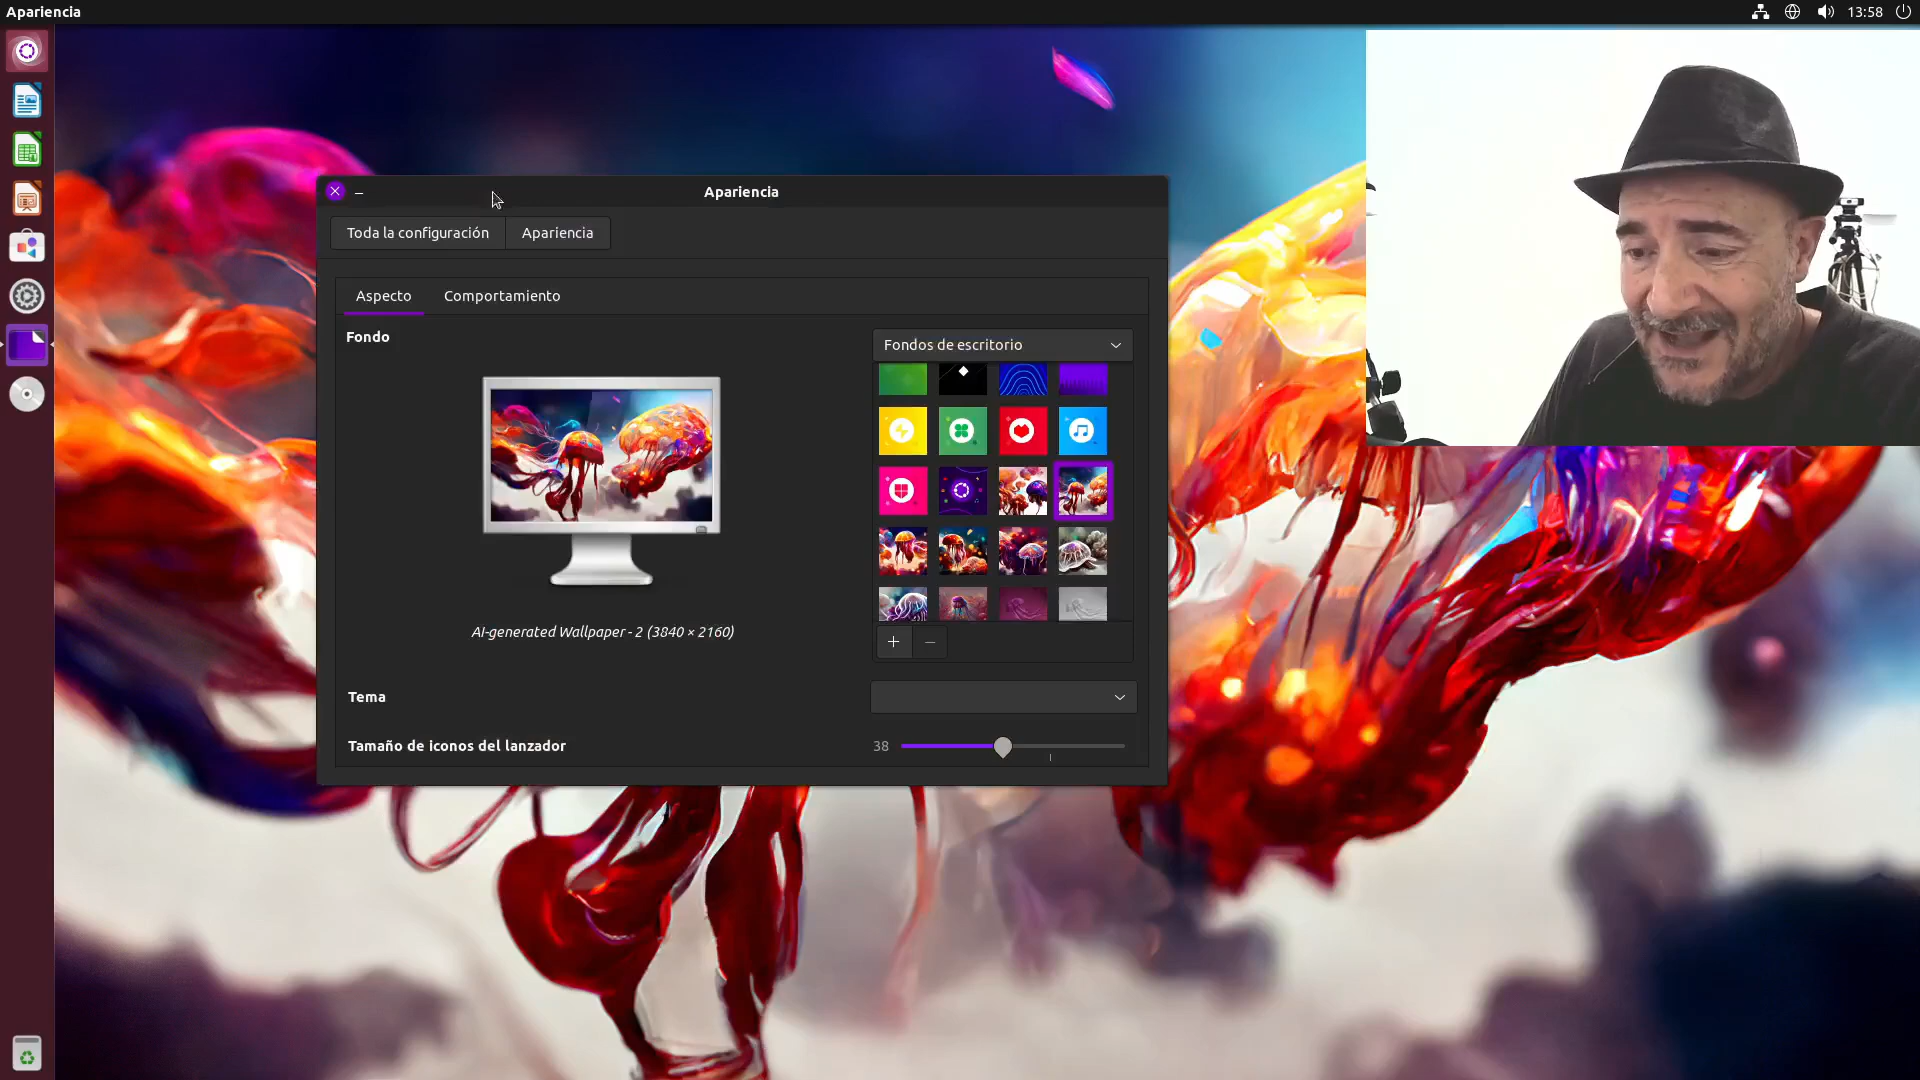 Apariencia
13:58
Apariencia
Toda la configuración
Apariencia
Aspecto
Comportamiento
Fondo
Fondos de escritorio
AI-generated Wallpaper - 2 (3840 × 2160)
Tema
Tamaño de iconos del lanzador
38